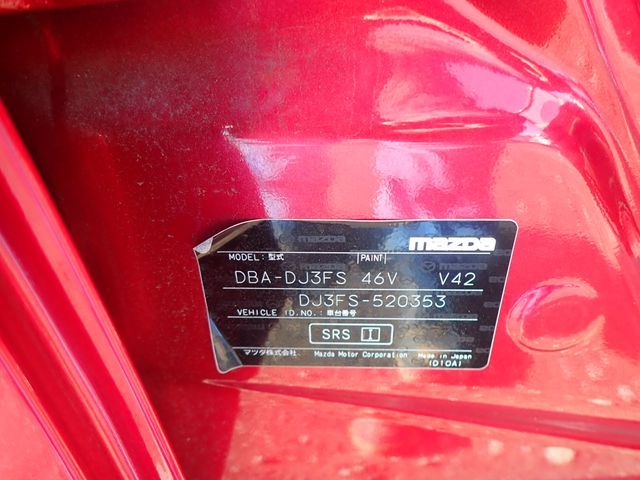 mazda
MODEL:型式 PAINT
DBA-DJ3FS 46V V42
DJ3FS-520353
VEHICLE ID.NO.:車台番号
SRS
マツダ株式会社 Mazda Motor Corporation Made in Japan
(D10A)